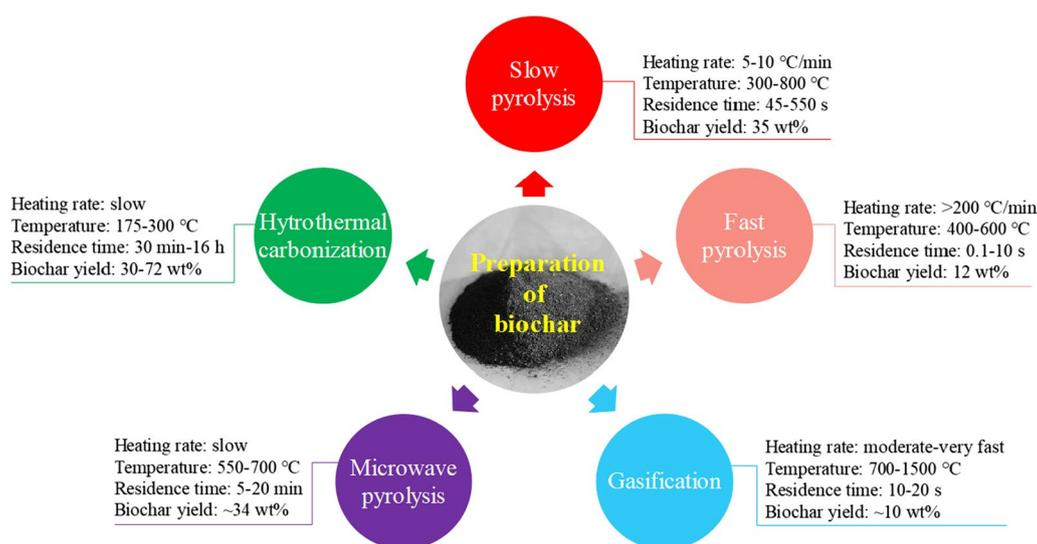 Slow
pyrolysis
Heating rate: 5-10 ℃/min
Temperature: 300-800 ℃
Residence time: 45-550 s
Biochar yield: 35 wt%
Hytrothermal
carbonization
Heating rate: slow
Temperature: 175-300 ℃
Residence time: 30 min-16 h
Biochar yield: 30-72 wt%
Fast
pyrolysis
Heating rate: >200 ℃/min
Temperature: 400-600 ℃
Residence time: 0.1-10 s
Biochar yield: 12 wt%
Preparation
of
biochar
Microwave
pyrolysis
Heating rate: slow
Temperature: 550-700 ℃
Residence time: 5-20 min
Biochar yield: ~34 wt%
Gasification
Heating rate: moderate-very fast
Temperature: 700-1500 ℃
Residence time: 10-20 s
Biochar yield: ~10 wt%